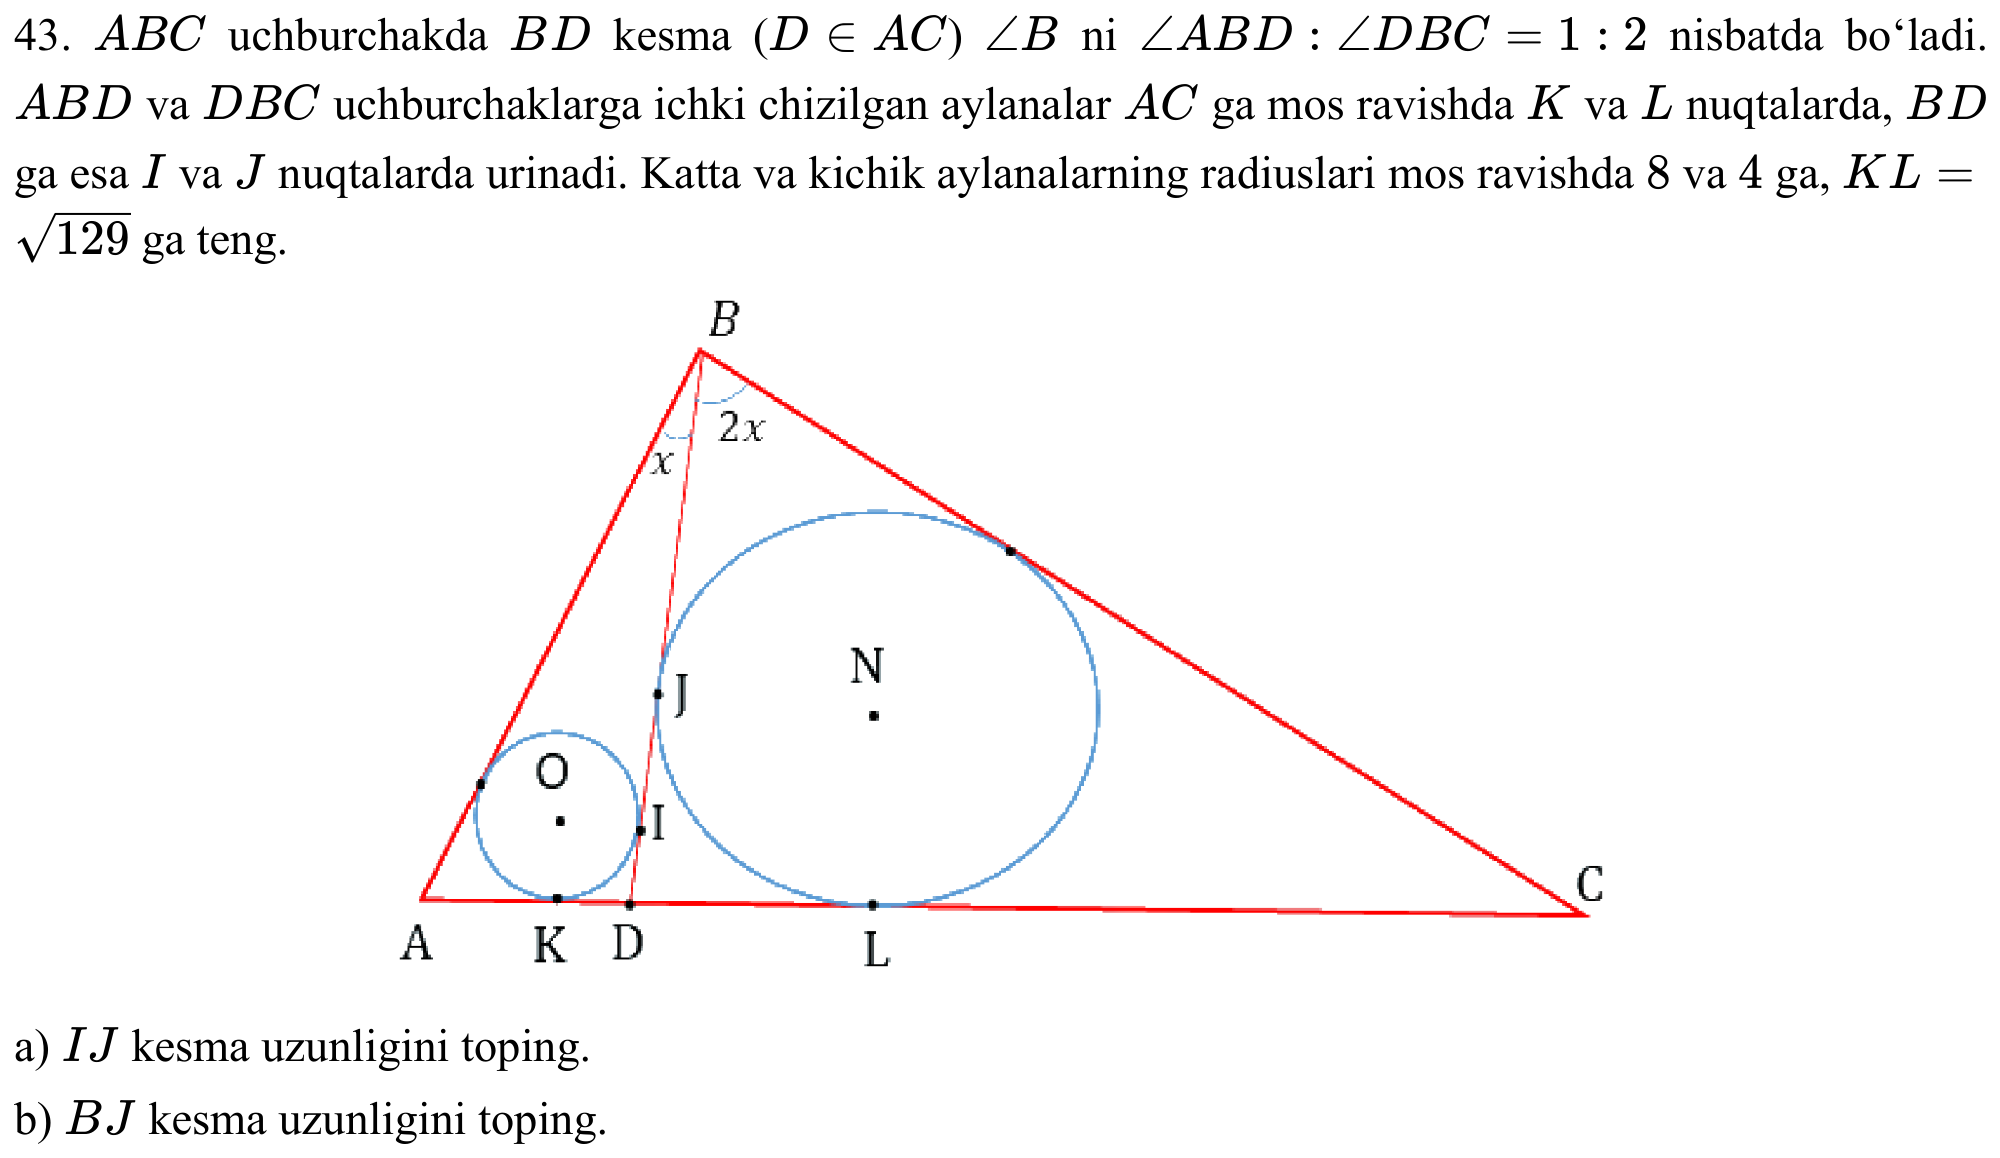 43. ABC uchburchakda BD kesma (D ∈ AC) ∠B ni ∠ABD : ∠DBC = 1 : 2 nisbatda bo‘ladi.
ABD va DBC uchburchaklarga ichki chizilgan aylanalar AC ga mos ravishda K va L nuqtalarda, BD
ga esa I va J nuqtalarda urinadi. Katta va kichik aylanalarning radiuslari mos ravishda 8 va 4 ga, KL =
√129 ga teng.
B
2x
x
N
J
O
I
C
A K D L
a) IJ kesma uzunligini toping.
b) BJ kesma uzunligini toping.